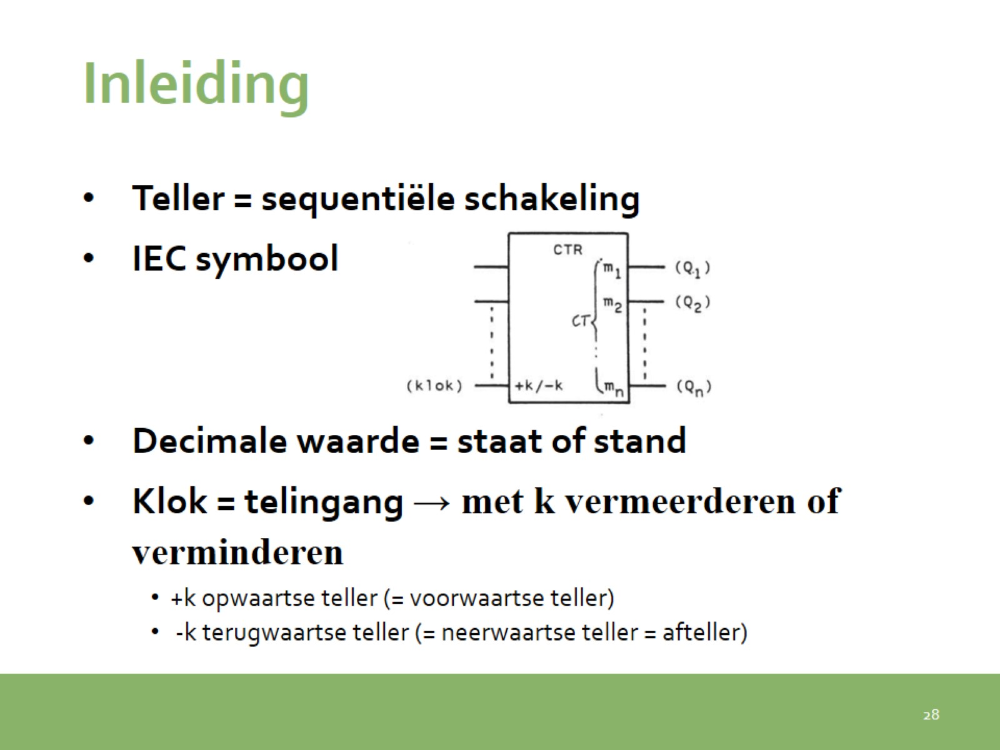 Inleiding
• Teller = sequentiële schakeling
• IEC symbool
CTR
m1 (Q1)
m2 (Q2)
CT
(klok) +k/-k mn (Qn)
• Decimale waarde = staat of stand
• Klok = telingang → met k vermeerderen of
verminderen
• +k opwaartse teller (= voorwaartse teller)
• -k terugwaartse teller (= neerwaartse teller = afteller)
28